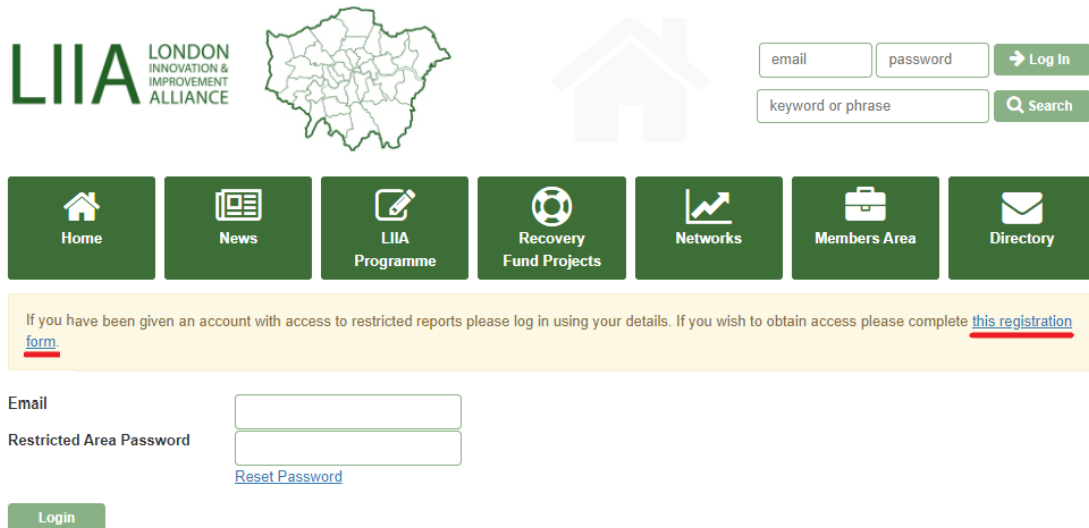 LIIA
LONDON
INNOVATION &
IMPROVEMENT
ALLIANCE
email
password
Log In
keyword or phrase
Search
Home
News
LIIA
Programme
Recovery
Fund Projects
Networks
Members Area
Directory
If you have been given an account with access to restricted reports please log in using your details. If you wish to obtain access please complete this registration
form.
Email
Restricted Area Password
Reset Password
Login